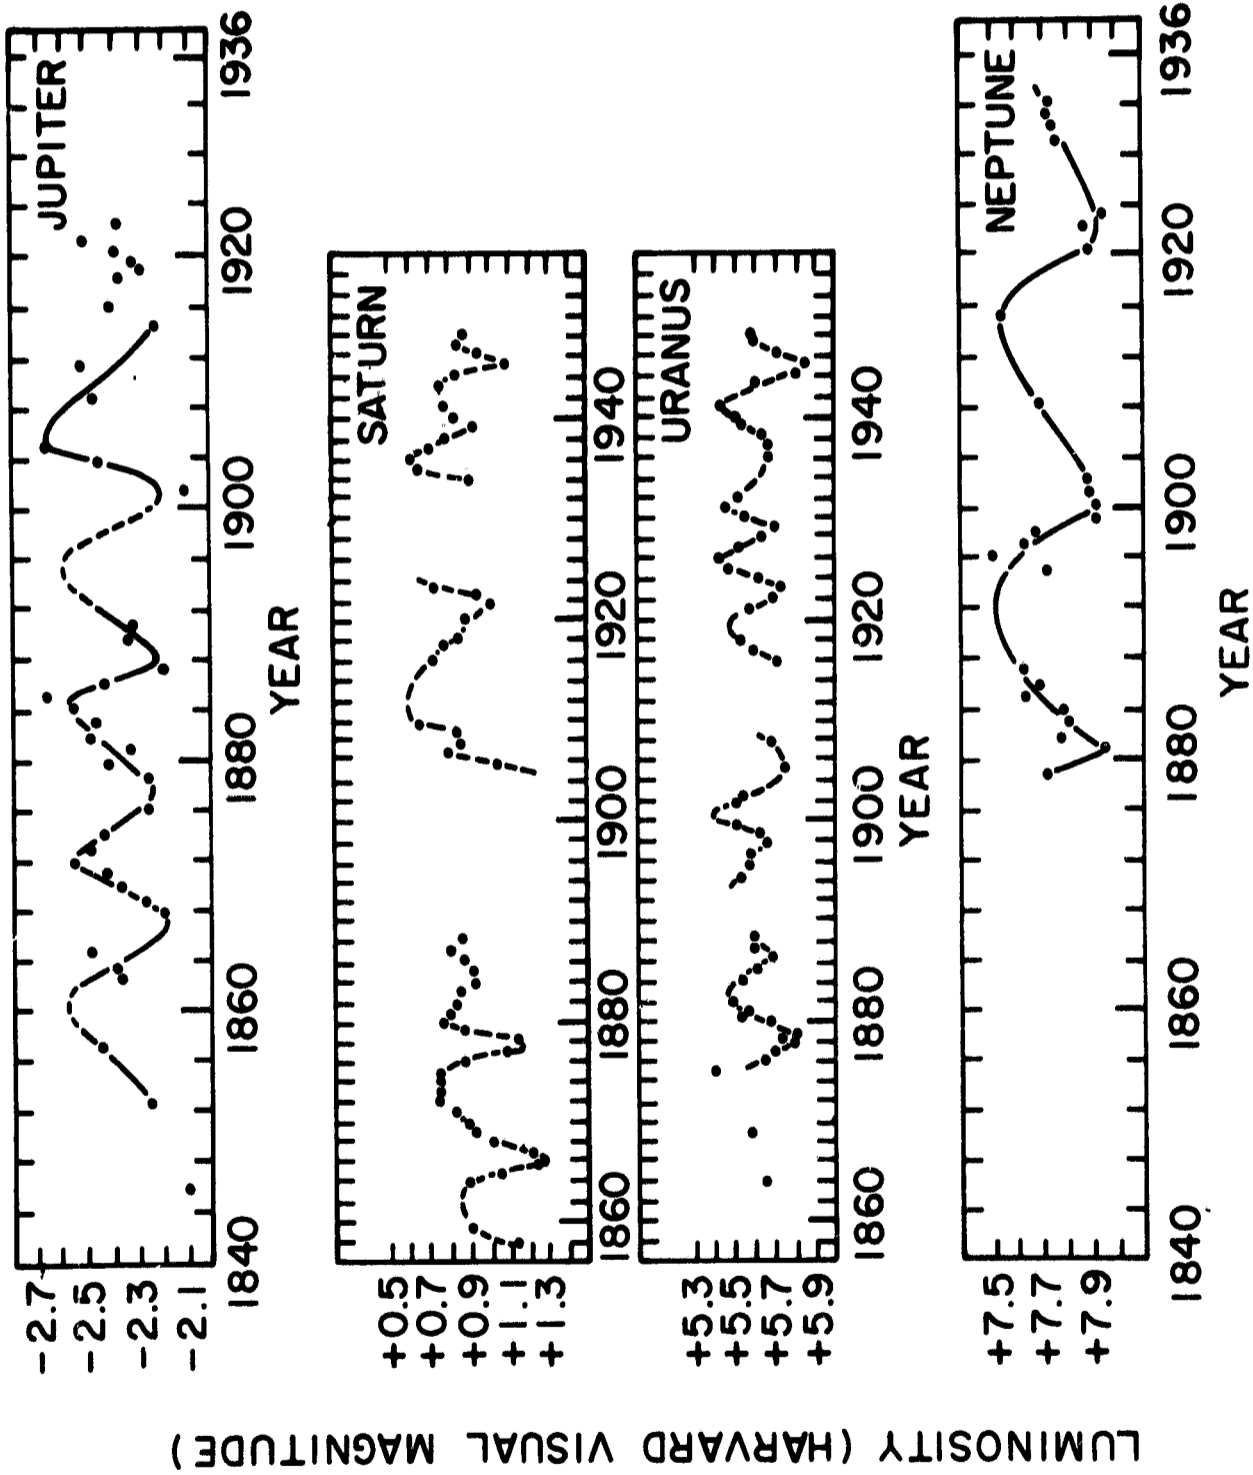 LUMINOSITY (HARVARD VISUAL MAGNITUDE)
JUPITER
-2.7
-2.5
-2.3
-2.1
1840 1860 1880 1900 1920 1936
YEAR
SATURN
+0.5
+0.7
+0.9
+1.1
+1.3
1860 1880 1900 1920 1940
URANUS
+5.3
+5.5
+5.7
+5.9
1860 1880 1900 1920 1940
YEAR
NEPTUNE
+7.5
+7.7
+7.9
1840 1860 1880 1900 1920 1936
YEAR